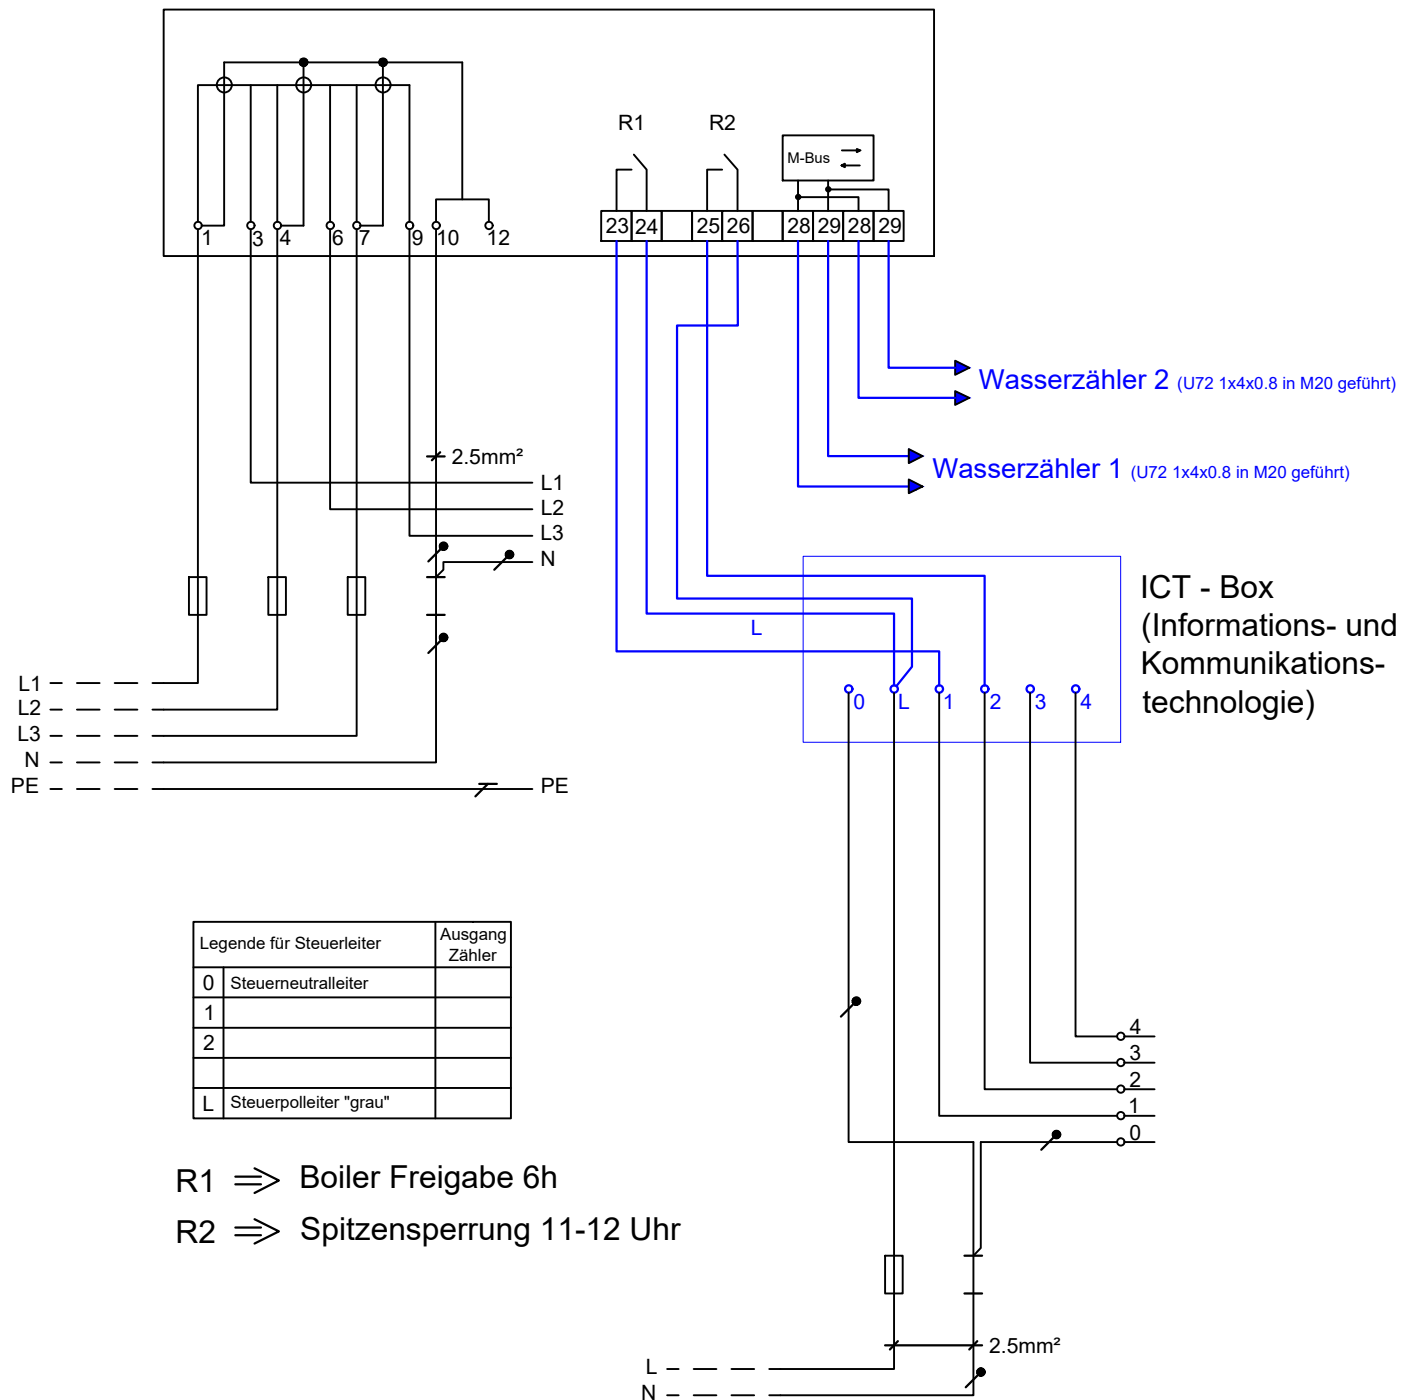 R1 R2
M-Bus
1 3 4 6 7 9 10 12
23 24 25 26 28 29 28 29
Wasserzähler 2 (U72 1x4x0.8 in M20 geführt)
2.5mm²
Wasserzähler 1 (U72 1x4x0.8 in M20 geführt)
L1
L2
L3
N
ICT - Box
(Informations- und
Kommunikations-
technologie)
L
0 L 1 2 3 4
L1
L2
L3
N
PE PE
Legende für Steuerleiter
Ausgang
Zähler
0 Steuerneutralleiter
1
2
L Steuerpolleiter "grau"
4
3
2
1
0
R1 Boiler Freigabe 6h
R2 Spitzensperrung 11-12 Uhr
2.5mm²
L
N